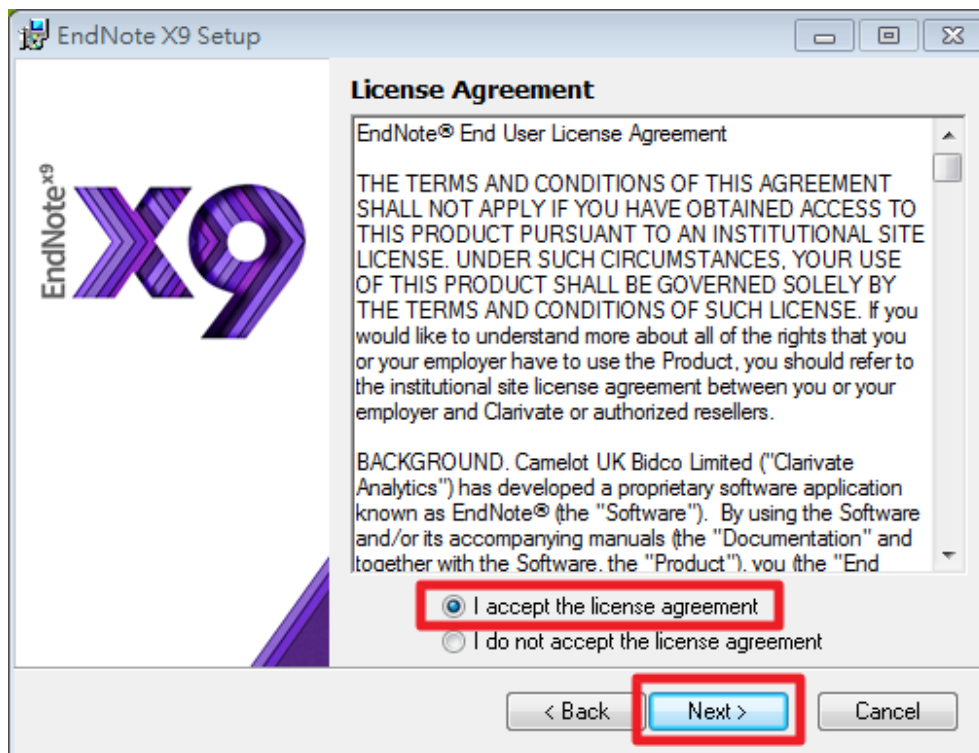 EndNote X9 Setup
EndNote x9
X9
License Agreement
EndNote® End User License Agreement
THE TERMS AND CONDITIONS OF THIS AGREEMENT
SHALL NOT APPLY IF YOU HAVE OBTAINED ACCESS TO
THIS PRODUCT PURSUANT TO AN INSTITUTIONAL SITE
LICENSE. UNDER SUCH CIRCUMSTANCES, YOUR USE
OF THIS PRODUCT SHALL BE GOVERNED SOLELY BY
THE TERMS AND CONDITIONS OF SUCH LICENSE. If you
would like to understand more about all of the rights that you
or your employer have to use the Product, you should refer to
the institutional site license agreement between you or your
employer and Clarivate or authorized resellers.
BACKGROUND. Camelot UK Bidco Limited ("Clarivate
Analytics") has developed a proprietary software application
known as EndNote® (the "Software"). By using the Software
and/or its accompanying manuals (the "Documentation" and
together with the Software, the "Product"), you (the "End
I accept the license agreement
I do not accept the license agreement
< Back
Next >
Cancel